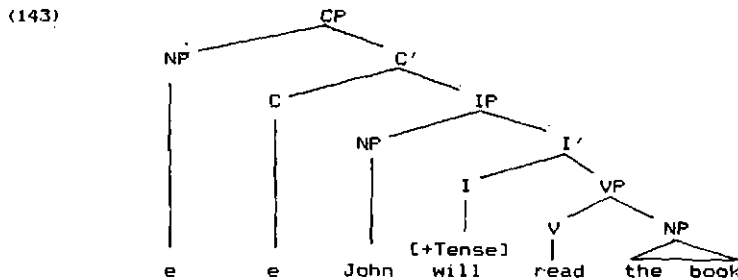 (143)
CP
NP C'
C IP
NP I'
I VP
[+Tense] V NP
e e John will read the book